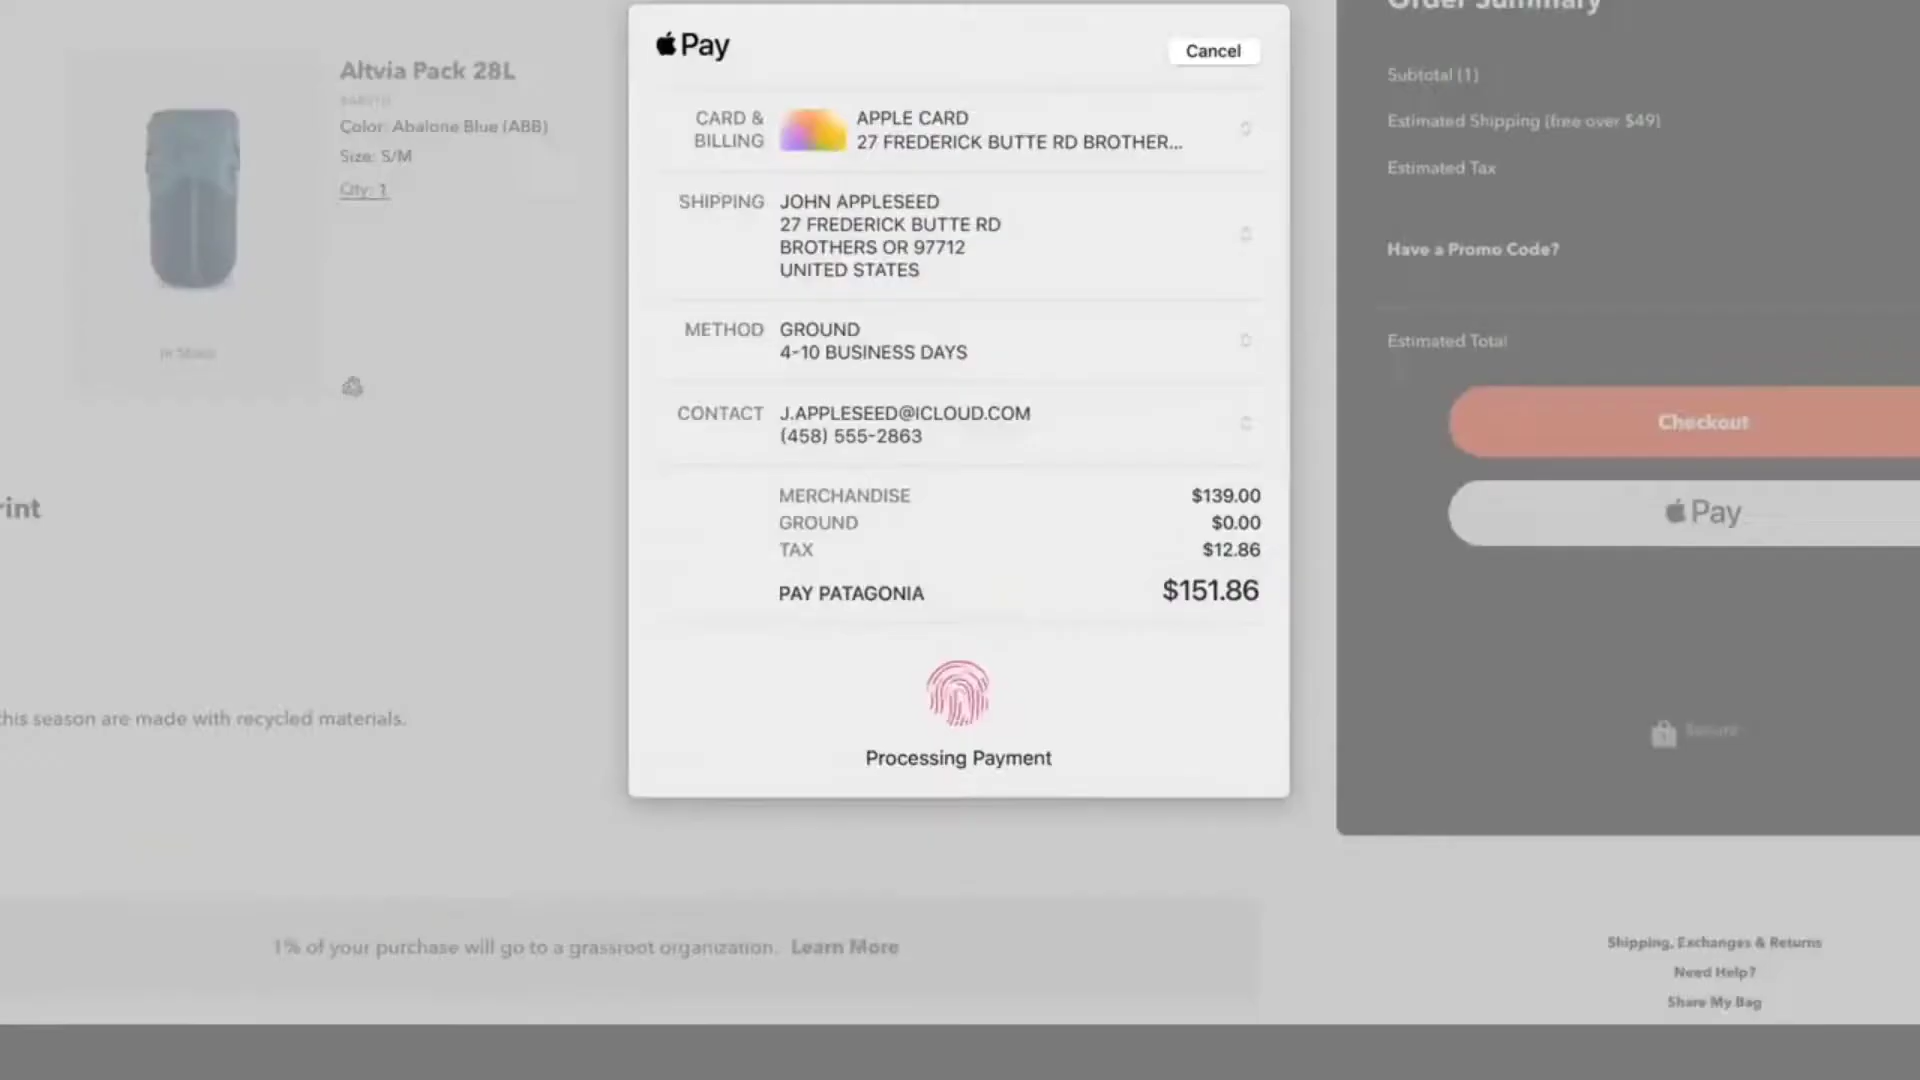 Order Summary
Pay
Cancel
Altvia Pack 28L
Color: Abalone Blue (ABB)
Size: S/M
Qty: 1
CARD & BILLING
APPLE CARD
27 FREDERICK BUTTE RD BROTHER...
SHIPPING
JOHN APPLESEED
27 FREDERICK BUTTE RD
BROTHERS OR 97712
UNITED STATES
METHOD
GROUND
4-10 BUSINESS DAYS
CONTACT
J.APPLESEED@ICLOUD.COM
(458) 555-2863
MERCHANDISE $139.00
GROUND $0.00
TAX $12.86
PAY PATAGONIA $151.86
Processing Payment
Subtotal (1)
Estimated Shipping (free over $49)
Estimated Tax
Have a Promo Code?
Estimated Total
Checkout
Pay
Secure
rint
this season are made with recycled materials.
1% of your purchase will go to a grassroot organization. Learn More
Shipping, Exchanges & Returns
Need Help?
Share My Bag